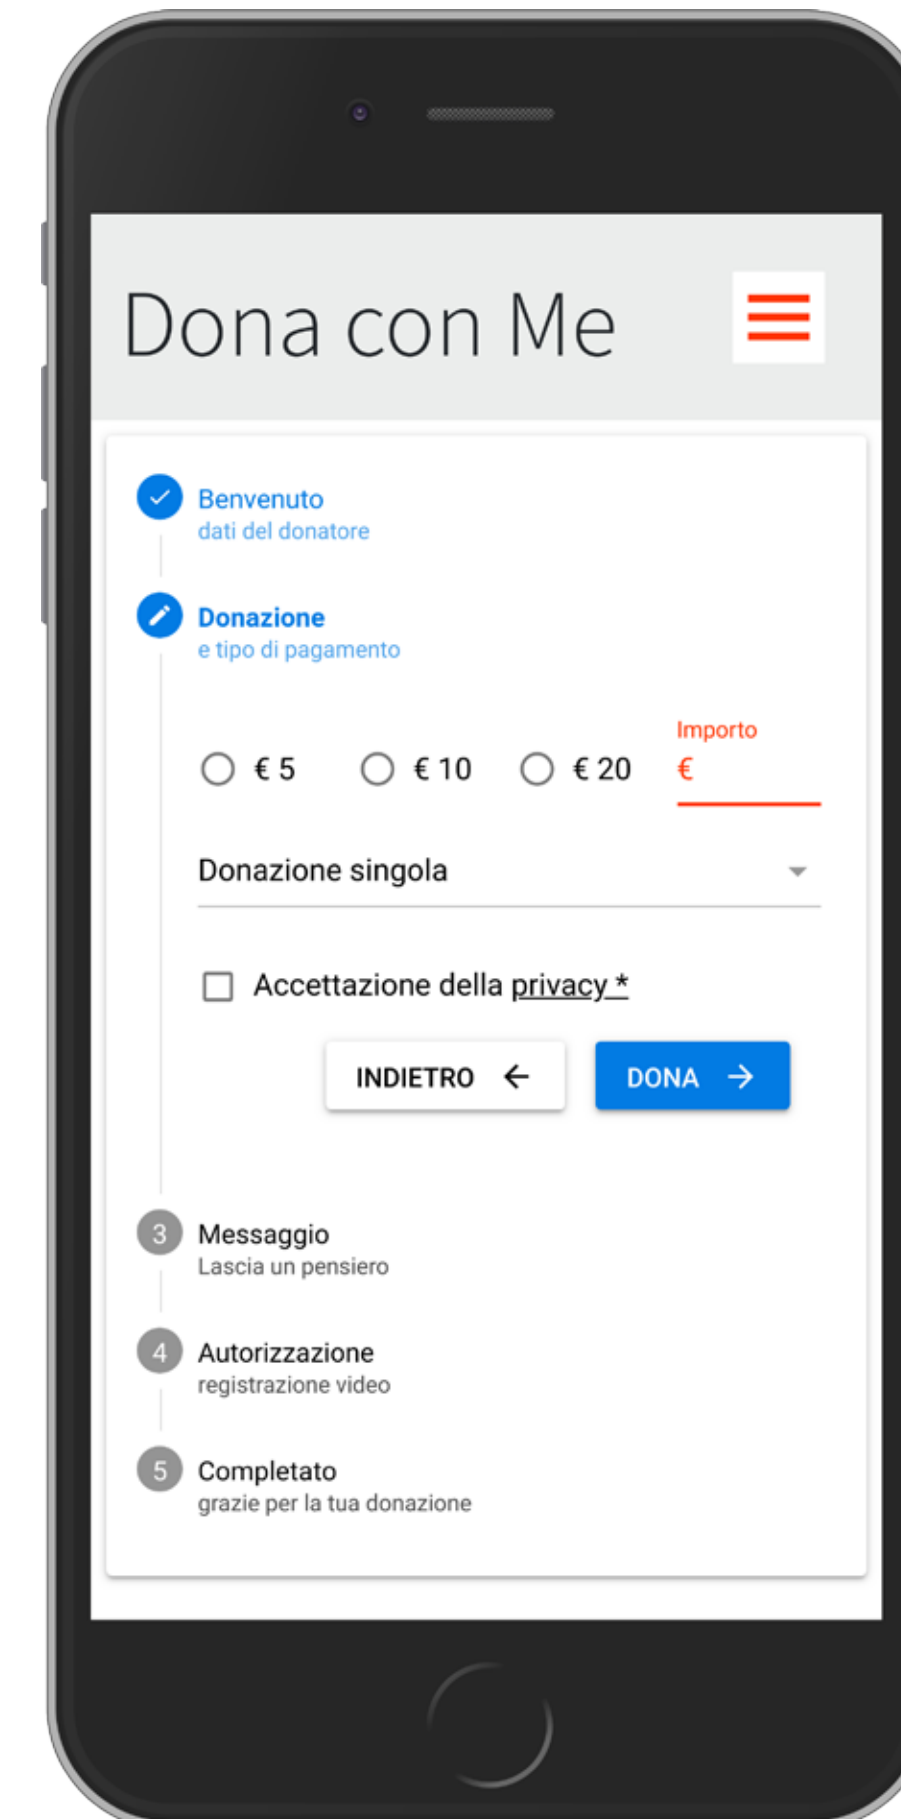 Dona con Me
Benvenuto
dati del donatore
Donazione
e tipo di pagamento
Importo
€ 5 € 10 € 20 €
Donazione singola
Accettazione della privacy *
INDIETRO DONA
3 Messaggio
Lascia un pensiero
4 Autorizzazione
registrazione video
5 Completato
grazie per la tua donazione